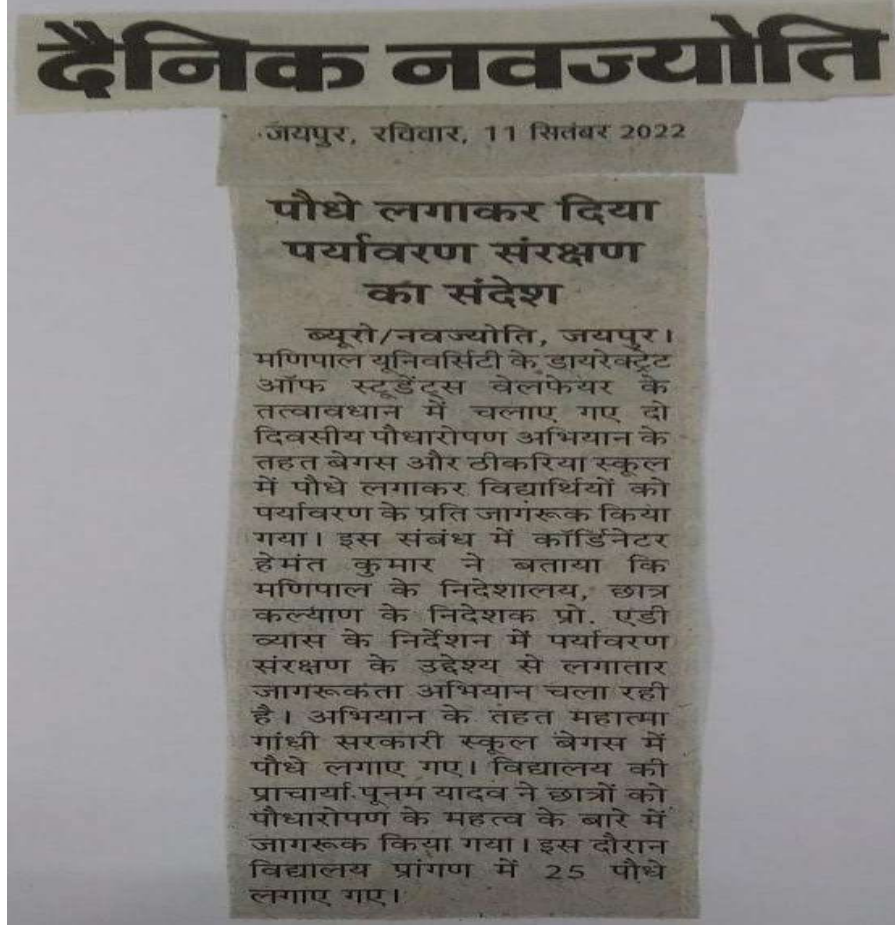 दैनिक नवज्योति
जयपुर, रविवार, 11 सितंबर 2022
पौधे लगाकर दिया
पर्यावरण संरक्षण
का संदेश
ब्यूरो/नवज्योति, जयपुर।
मणिपाल यूनिवर्सिटी के डायरेक्ट्रेट
ऑफ स्टूडेंट्स वेलफेयर के
तत्वावधान में चलाए गए दो
दिवसीय पौधारोपण अभियान के
तहत बेगस और ठीकरिया स्कूल
में पौधे लगाकर विद्यार्थियों को
पर्यावरण के प्रति जागरूक किया
गया। इस संबंध में कॉर्डिनेटर
हेमंत कुमार ने बताया कि
मणिपाल के निदेशालय, छात्र
कल्याण के निदेशक प्रो. एडी
व्यास के निर्देशन में पर्यावरण
संरक्षण के उद्देश्य से लगातार
जागरूकता अभियान चला रही
है। अभियान के तहत महात्मा
गांधी सरकारी स्कूल बेगस में
पौधे लगाए गए। विद्यालय की
प्राचार्या पूनम यादव ने छात्रों को
पौधारोपण के महत्व के बारे में
जागरूक किया गया। इस दौरान
विद्यालय प्रांगण में 25 पौधे
लगाए गए।